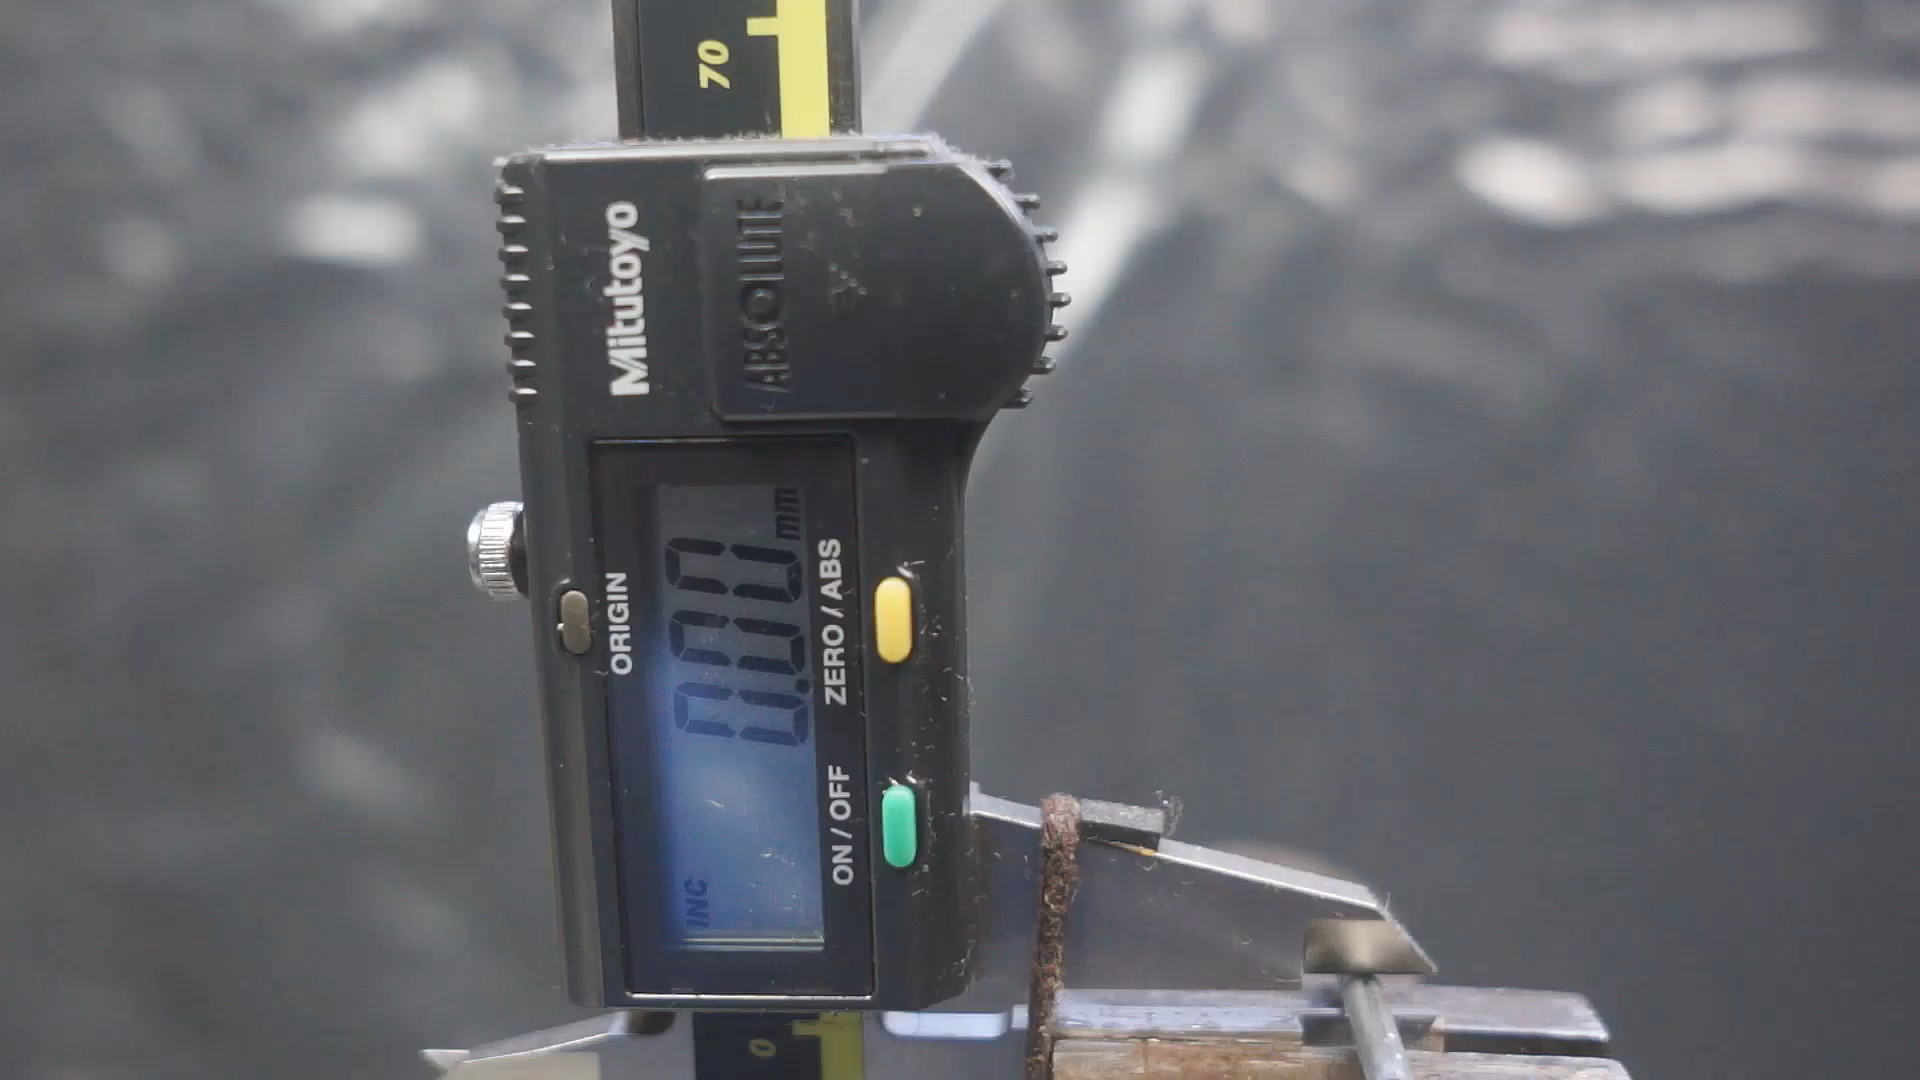 70
Mitutoyo
ABSOLUTE
ORIGIN
INC
0.00 mm
ON / OFF
ZERO / ABS
0